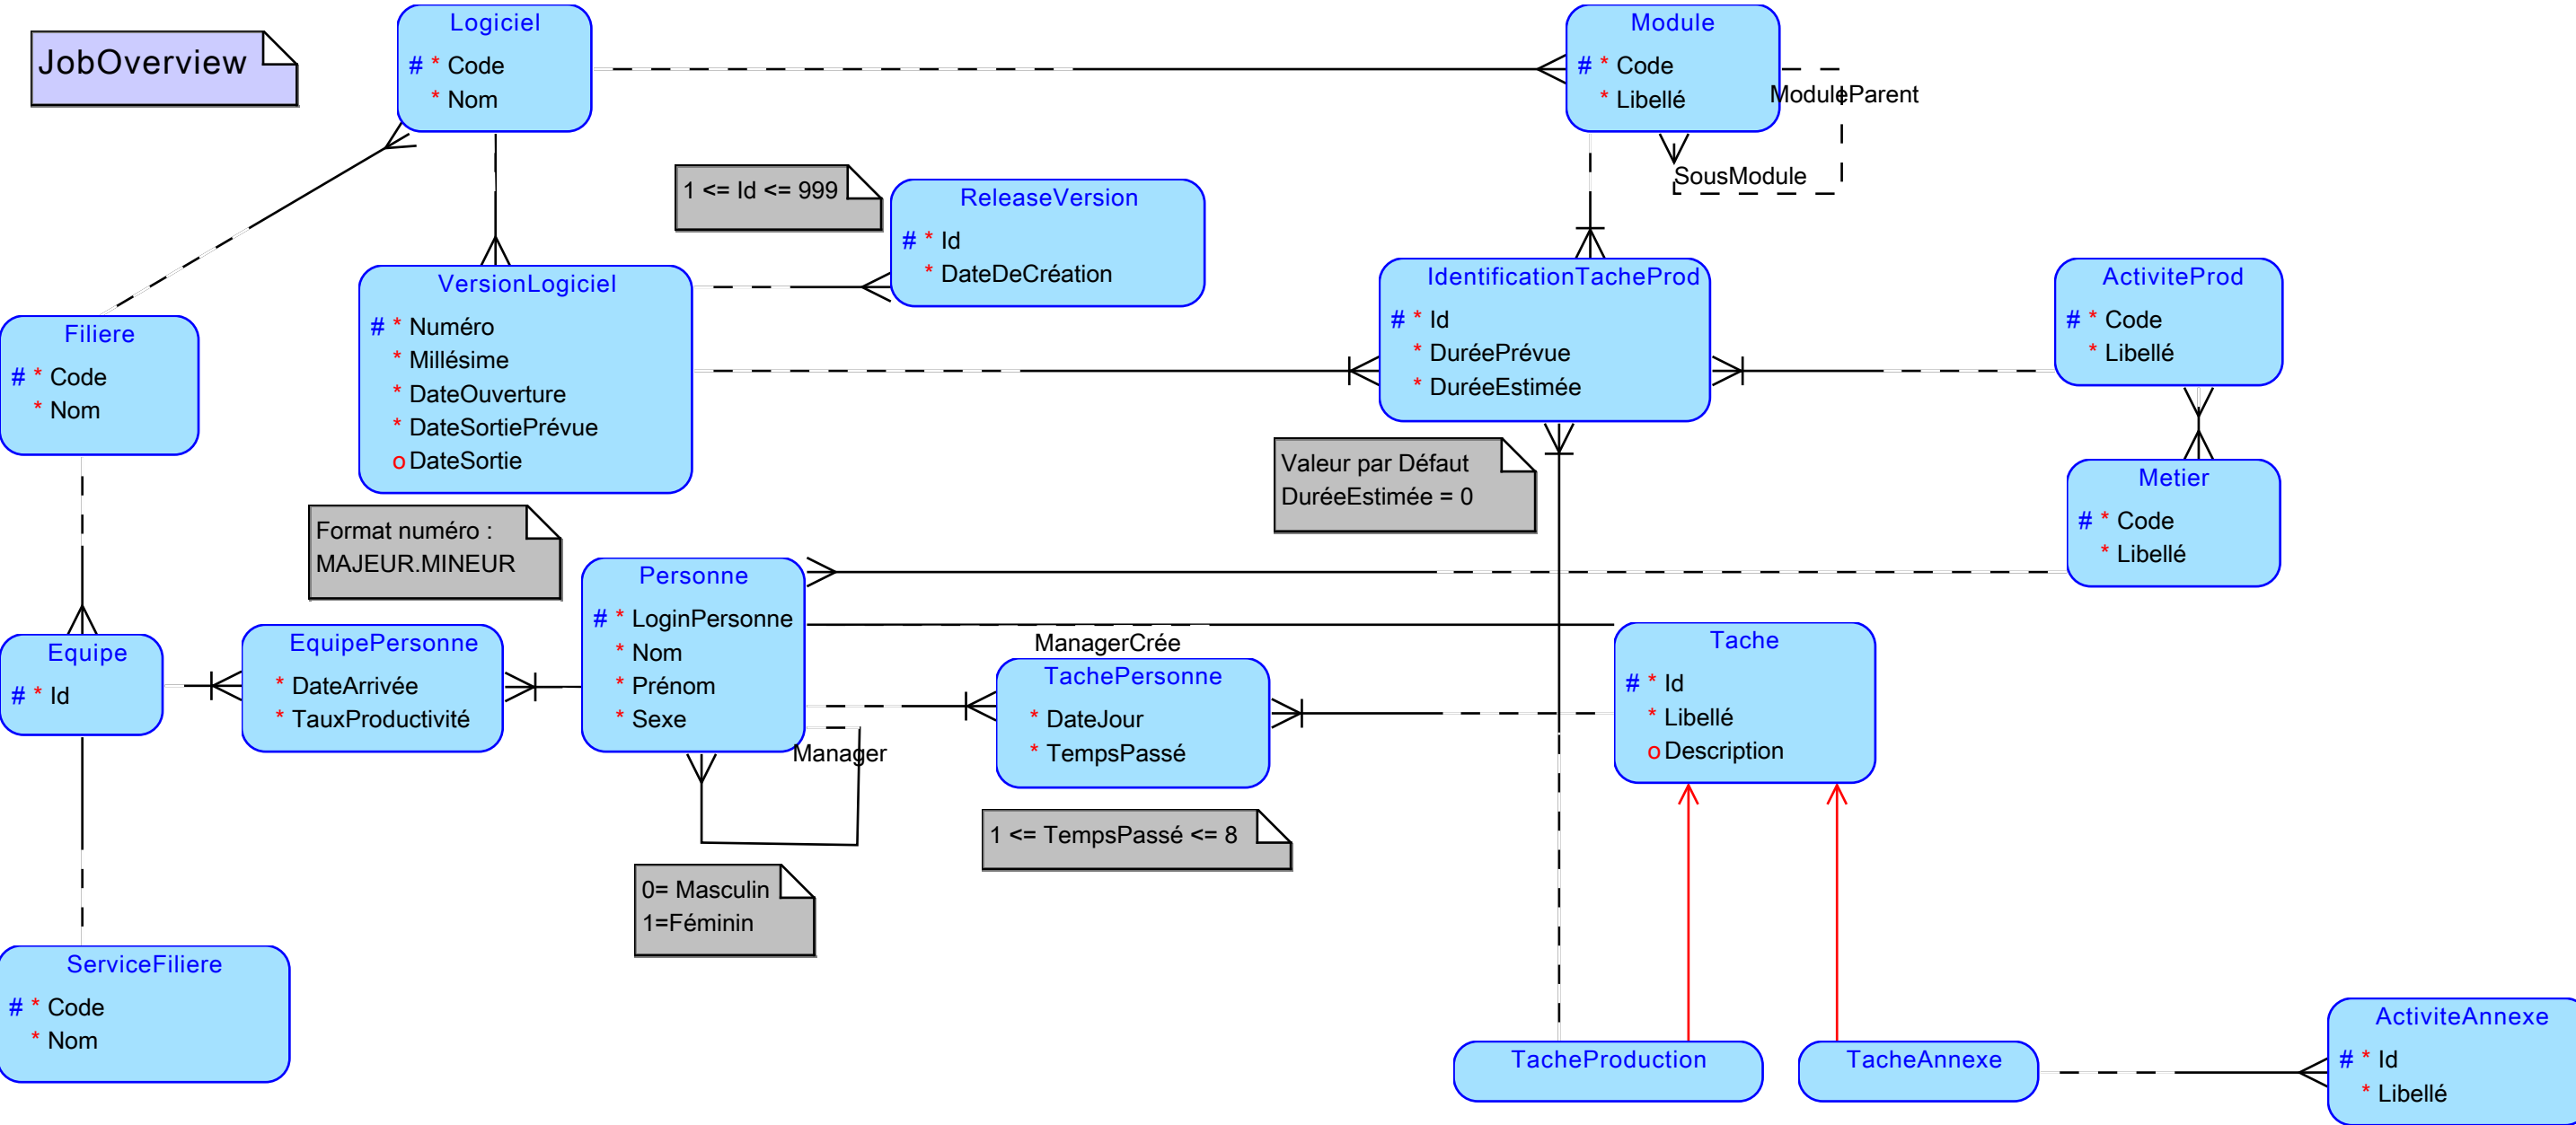 JobOverview
Logiciel
# * Code
* Nom
Module
# * Code
* Libellé
ModuleParent
SousModule
1 <= Id <= 999
ReleaseVersion
# * Id
* DateDeCréation
VersionLogiciel
# * Numéro
* Millésime
* DateOuverture
* DateSortiePrévue
o DateSortie
IdentificationTacheProd
# * Id
* DuréePrévue
* DuréeEstimée
ActiviteProd
# * Code
* Libellé
Filiere
# * Code
* Nom
Valeur par Défaut
DuréeEstimée = 0
Metier
# * Code
* Libellé
Format numéro :
MAJEUR.MINEUR
Personne
# * LoginPersonne
* Nom
* Prénom
* Sexe
Manager
ManagerCrée
Equipe
# * Id
EquipePersonne
* DateArrivée
* TauxProductivité
TachePersonne
* DateJour
* TempsPassé
Tache
# * Id
* Libellé
o Description
1 <= TempsPassé <= 8
0= Masculin
1=Féminin
ServiceFiliere
# * Code
* Nom
TacheProduction
TacheAnnexe
ActiviteAnnexe
# * Id
* Libellé